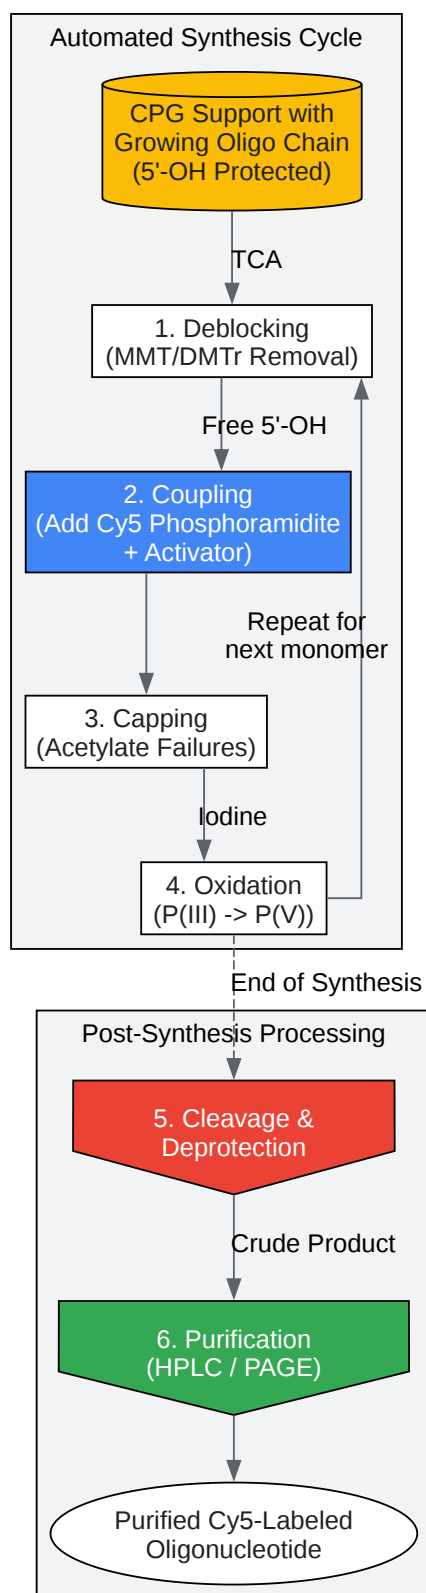 Automated Synthesis Cycle
CPG Support with
Growing Oligo Chain
(5'-OH Protected)
TCA
1. Deblocking
(MMT/DMTr Removal)
Free 5'-OH
2. Coupling
(Add Cy5 Phosphoramidite
+ Activator)
Repeat for
next monomer
3. Capping
(Acetylate Failures)
Iodine
4. Oxidation
(P(III) -> P(V))
End of Synthesis
Post-Synthesis Processing
5. Cleavage &
Deprotection
Crude Product
6. Purification
(HPLC / PAGE)
Purified Cy5-Labeled
Oligonucleotide